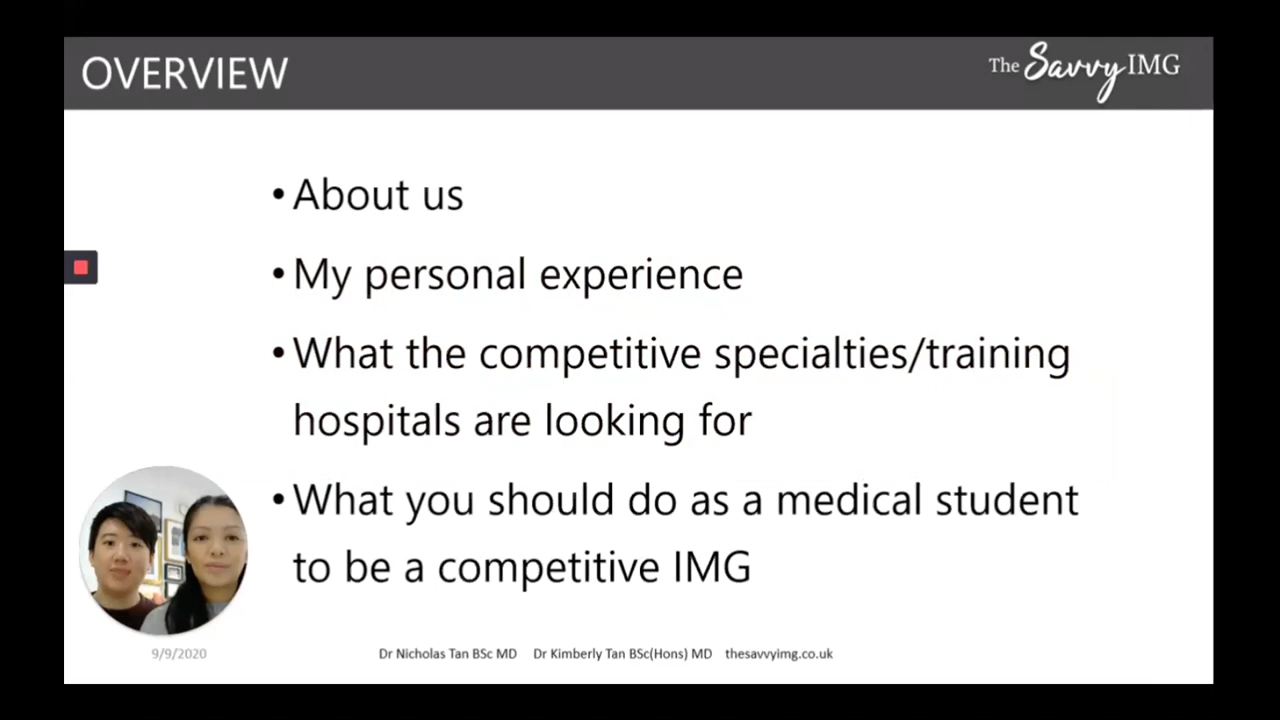 OVERVIEW
The Savvy IMG
• About us
• My personal experience
• What the competitive specialties/training
hospitals are looking for
• What you should do as a medical student
to be a competitive IMG
9/9/2020
Dr Nicholas Tan BSc MD Dr Kimberly Tan BSc(Hons) MD thesavvyimg.co.uk